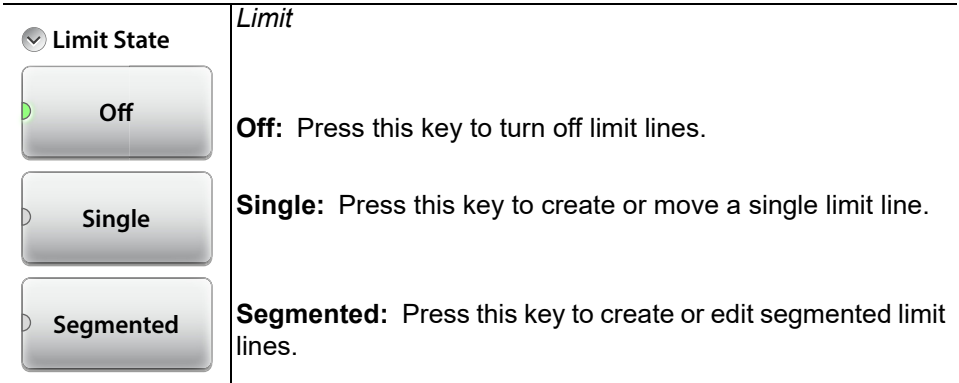 Limit State
Off
Single
Segmented
Limit
Off: Press this key to turn off limit lines.
Single: Press this key to create or move a single limit line.
Segmented: Press this key to create or edit segmented limit
lines.